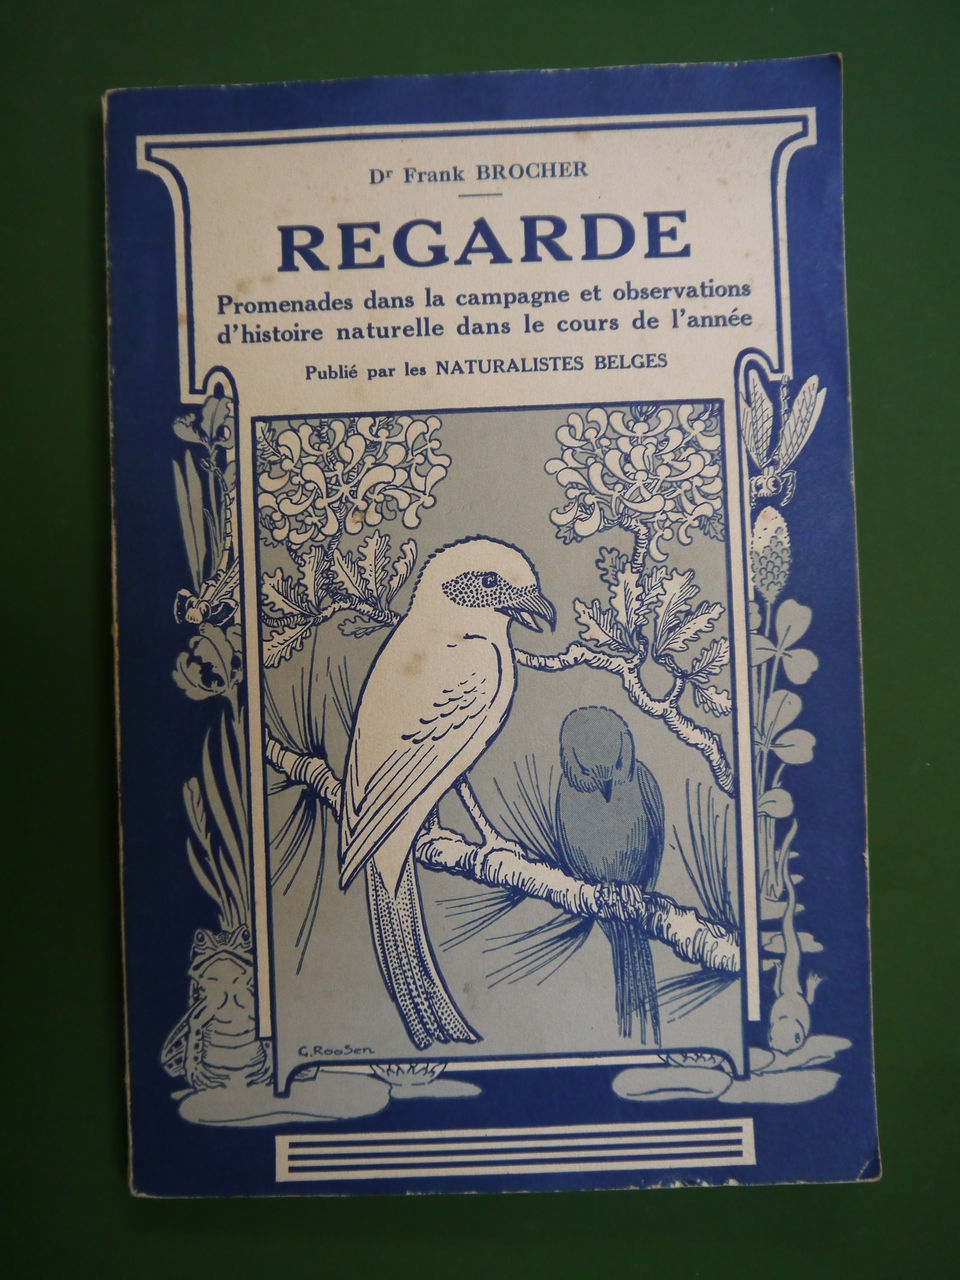 Dr Frank BROCHER
REGARDE
Promenades dans la campagne et observations
d'histoire naturelle dans le cours de l'année
Publié par les NATURALISTES BELGES
G. RooSen